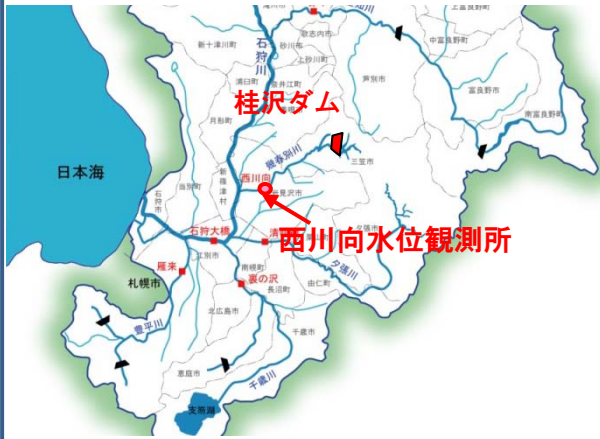 歌志内市
上富良野町
中富良野町
新十津川町
砂川市
上砂川町
芦別市
富良野市
石狩川
浦臼町
奈井江町
南富良野町
桂沢ダム
月形町
幾春別川
三笠市
日本海
西川向
新篠津村
当別町
岩見沢市
石狩市
石狩大橋
夕張市
西川向水位観測所
江別市
雁来
南幌町
夕張川
札幌市
裏の沢
由仁町
長沼町
北広島市
豊平川
千歳市
恵庭市
千歳川
支笏湖